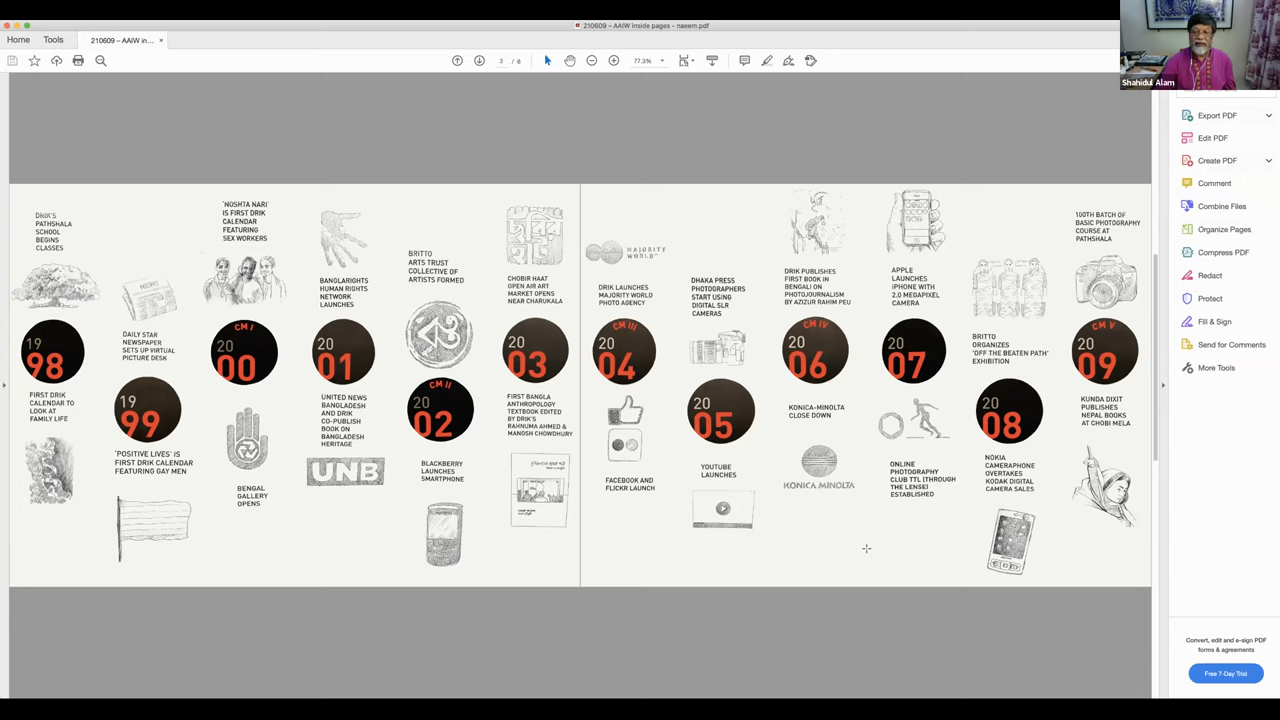 210609 – AAIW inside pages - naeem.pdf
Home
Tools
210609 – AAIW in...
3 / 6
77.3%
Shahidul Alam
Export PDF
Edit PDF
Create PDF
Comment
Combine Files
Organize Pages
Compress PDF
Redact
Protect
Fill & Sign
Send for Comments
More Tools
Convert, edit and e-sign PDF
forms & agreements
Free 7-Day Trial
DRIK'S
PATHSHALA
SCHOOL
BEGINS
CLASSES
19
98
FIRST DRIK
CALENDAR TO
LOOK AT
FAMILY LIFE
DAILY STAR
NEWSPAPER
SETS UP VIRTUAL
PICTURE DESK
19
99
'POSITIVE LIVES' IS
FIRST DRIK CALENDAR
FEATURING GAY MEN
'NOSHTA NARI'
IS FIRST DRIK
CALENDAR
FEATURING
SEX WORKERS
CM I
20
00
BENGAL
GALLERY
OPENS
BANGLARIGHTS
HUMAN RIGHTS
NETWORK
LAUNCHES
20
01
UNITED NEWS
BANGLADESH
AND DRIK
CO-PUBLISH
BOOK ON
BANGLADESH
HERITAGE
UNB
BRITTO
ARTS TRUST
COLLECTIVE OF
ARTISTS FORMED
CM II
20
02
BLACKBERRY
LAUNCHES
SMARTPHONE
CHOBIR HAAT
OPEN AIR ART
MARKET OPENS
NEAR CHARUKALA
20
03
FIRST BANGLA
ANTHROPOLOGY
TEXTBOOK EDITED
BY DRIK'S
RAHNUMA AHMED &
MANOSH CHOWDHURY
MAJORITY
WORLD
DRIK LAUNCHES
MAJORITY WORLD
PHOTO AGENCY
CM III
20
04
FACEBOOK AND
FLICKR LAUNCH
DHAKA PRESS
PHOTOGRAPHERS
START USING
DIGITAL SLR
CAMERAS
20
05
YOUTUBE
LAUNCHES
DRIK PUBLISHES
FIRST BOOK IN
BENGALI ON
PHOTOJOURNALISM
BY AZIZUR RAHIM PEU
CM IV
20
06
KONICA-MINOLTA
CLOSE DOWN
KONICA MINOLTA
APPLE
LAUNCHES
iPHONE WITH
2.0 MEGAPIXEL
CAMERA
20
07
ONLINE
PHOTOGRAPHY
CLUB TTL (THROUGH
THE LENSE)
ESTABLISHED
BRITTO
ORGANIZES
'OFF THE BEATEN PATH'
EXHIBITION
20
08
NOKIA
CAMERAPHONE
OVERTAKES
KODAK DIGITAL
CAMERA SALES
100TH BATCH OF
BASIC PHOTOGRAPHY
COURSE AT
PATHSHALA
CM V
20
09
KUNDA DIXIT
PUBLISHES
NEPAL BOOKS
AT CHOBI MELA